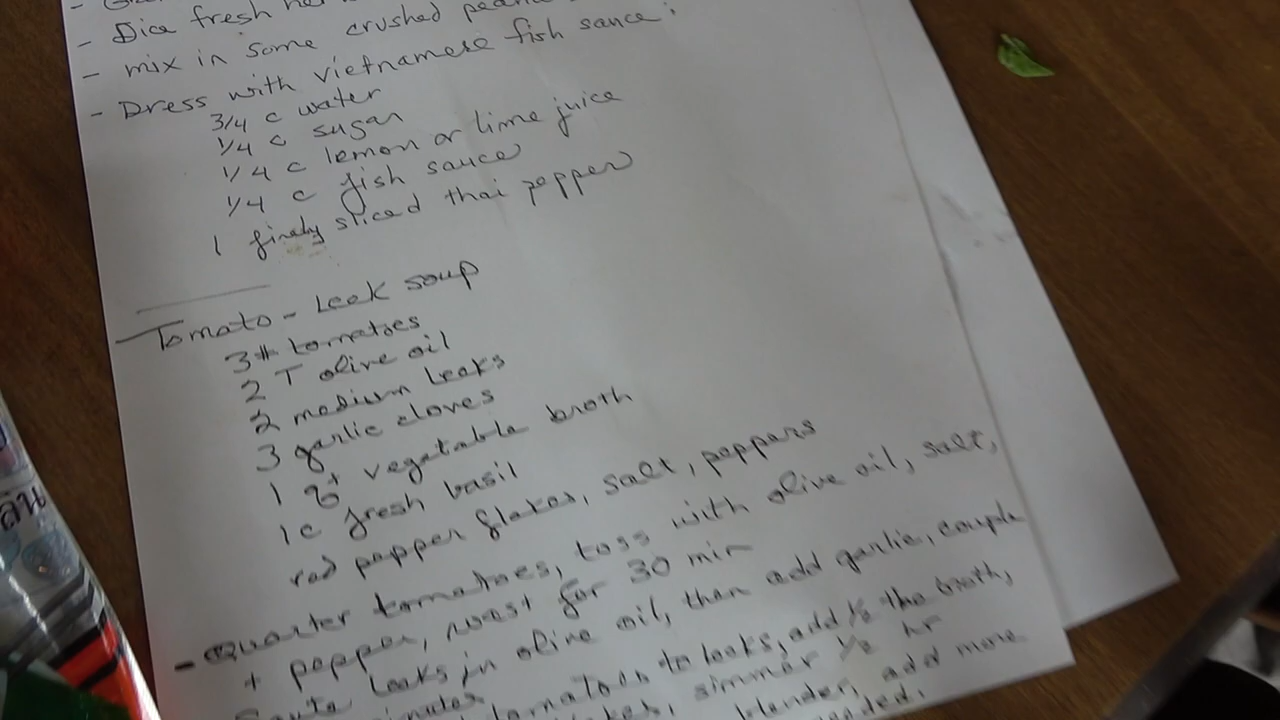 - Dice fresh
- mix in some crushed
- Dress with vietnamese fish sauce:
3/4 c water
1/4 c sugar
1/4 c lemon or lime juice
1/4 c fish sauce
1 finely sliced thai pepper
Tomato - Leek soup
3# tomatoes
2 T olive oil
2 medium leeks
3 garlic cloves
1 qt vegetable broth
1 c fresh basil
red pepper flakes, salt, peppers
- Quarter tomatoes, toss with olive oil, salt,
+ pepper, roast for 30 min
Saute leeks in olive oil, then add garlic, couple
minutes
tomatoes to leeks, add 1/2 the broth,
simmer 1/2 hr
blender, add more
needed.
ลิน